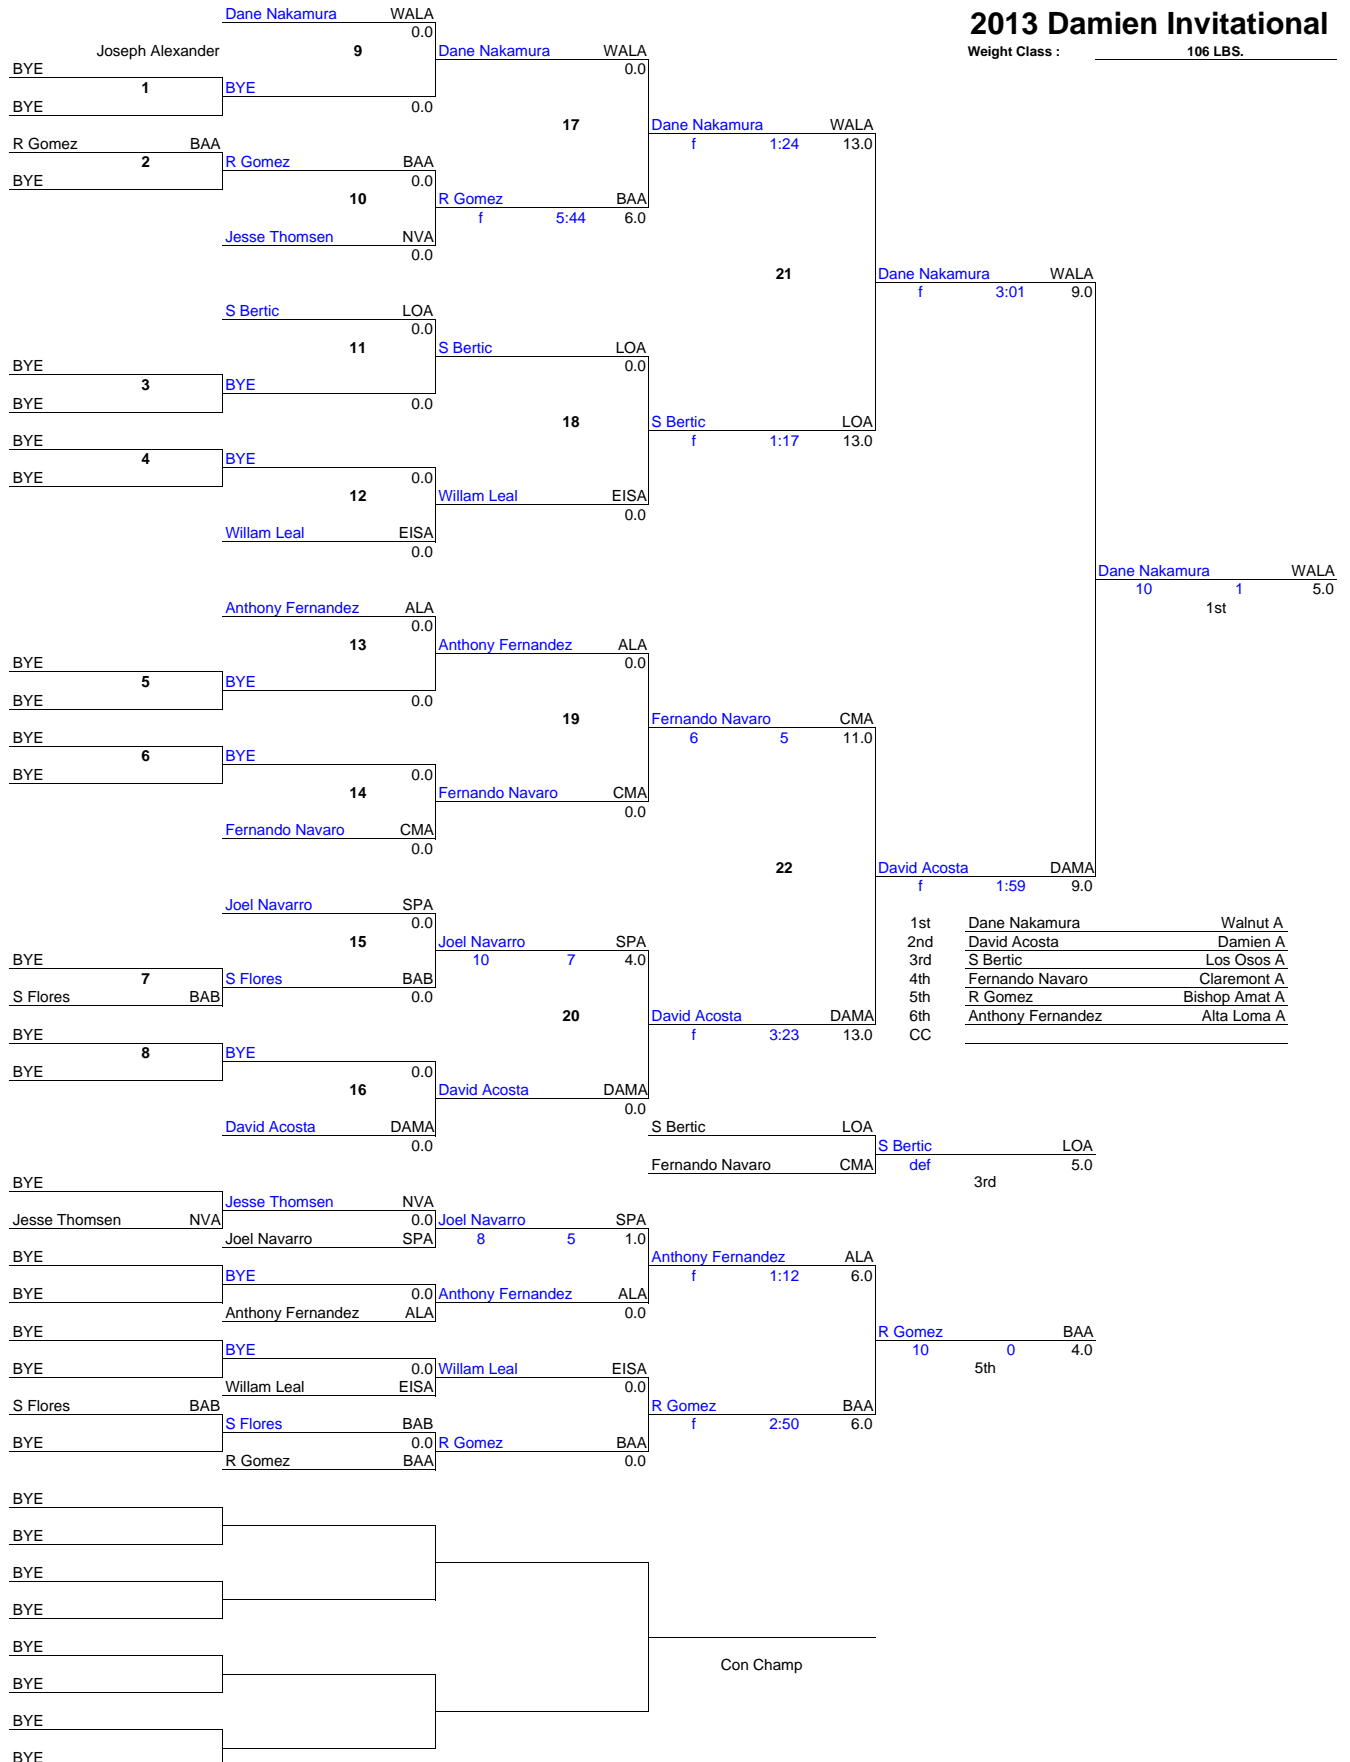 Dane Nakamura WALA 2013 Damien Invitational
0.0
Joseph Alexander 9 Dane Nakamura WALA Weight Class : 106 LBS.
BYE 0.0
1 BYE
BYE 0.0
17 Dane Nakamura WALA
R Gomez BAA f 1:24 13.0
2 R Gomez BAA
BYE 0.0
10 R Gomez BAA
f 5:44 6.0
Jesse Thomsen NVA
0.0
21 Dane Nakamura WALA
f 3:01 9.0
S Bertic LOA
0.0
11 S Bertic LOA
BYE 0.0
3 BYE
BYE 0.0
18 S Bertic LOA
BYE f 1:17 13.0
4 BYE
BYE 0.0
12 Willam Leal EISA
0.0
Willam Leal EISA
0.0
Dane Nakamura WALA
10 1 5.0
Anthony Fernandez ALA 1st
0.0
13 Anthony Fernandez ALA
BYE 0.0
5 BYE
BYE 0.0
19 Fernando Navaro CMA
BYE 6 5 11.0
6 BYE
BYE 0.0
14 Fernando Navaro CMA
0.0
Fernando Navaro CMA
0.0
22 David Acosta DAMA
f 1:59 9.0
Joel Navarro SPA
0.0 1st Dane Nakamura Walnut A
15 Joel Navarro SPA 2nd David Acosta Damien A
BYE 10 7 4.0 3rd S Bertic Los Osos A
7 S Flores BAB 4th Fernando Navaro Claremont A
S Flores BAB 0.0 5th R Gomez Bishop Amat A
20 David Acosta DAMA 6th Anthony Fernandez Alta Loma A
BYE f 3:23 13.0 CC
8 BYE
BYE 0.0
16 David Acosta DAMA
0.0
David Acosta DAMA S Bertic LOA
0.0 S Bertic LOA
Fernando Navaro CMA def 5.0
BYE 3rd
Jesse Thomsen NVA
Jesse Thomsen NVA 0.0 Joel Navarro SPA
Joel Navarro SPA 8 5 1.0
BYE Anthony Fernandez ALA
BYE f 1:12 6.0
BYE 0.0 Anthony Fernandez ALA
Anthony Fernandez ALA 0.0
BYE R Gomez BAA
BYE 10 0 4.0
BYE 0.0 Willam Leal EISA 5th
Willam Leal EISA 0.0
S Flores BAB R Gomez BAA
S Flores BAB f 2:50 6.0
BYE 0.0 R Gomez BAA
R Gomez BAA 0.0
BYE
BYE
BYE
BYE
BYE
Con Champ
BYE
BYE
BYE